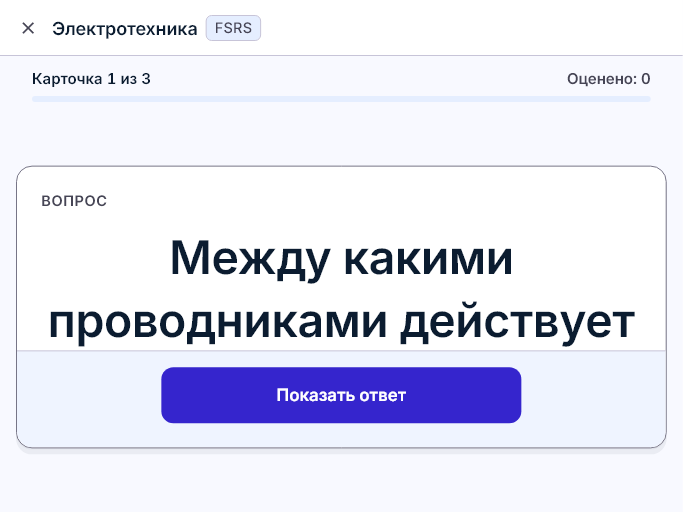 Электротехника FSRS
Карточка 1 из 3 Оценено: 0
ВОПРОС
Между какими
проводниками действует
Показать ответ